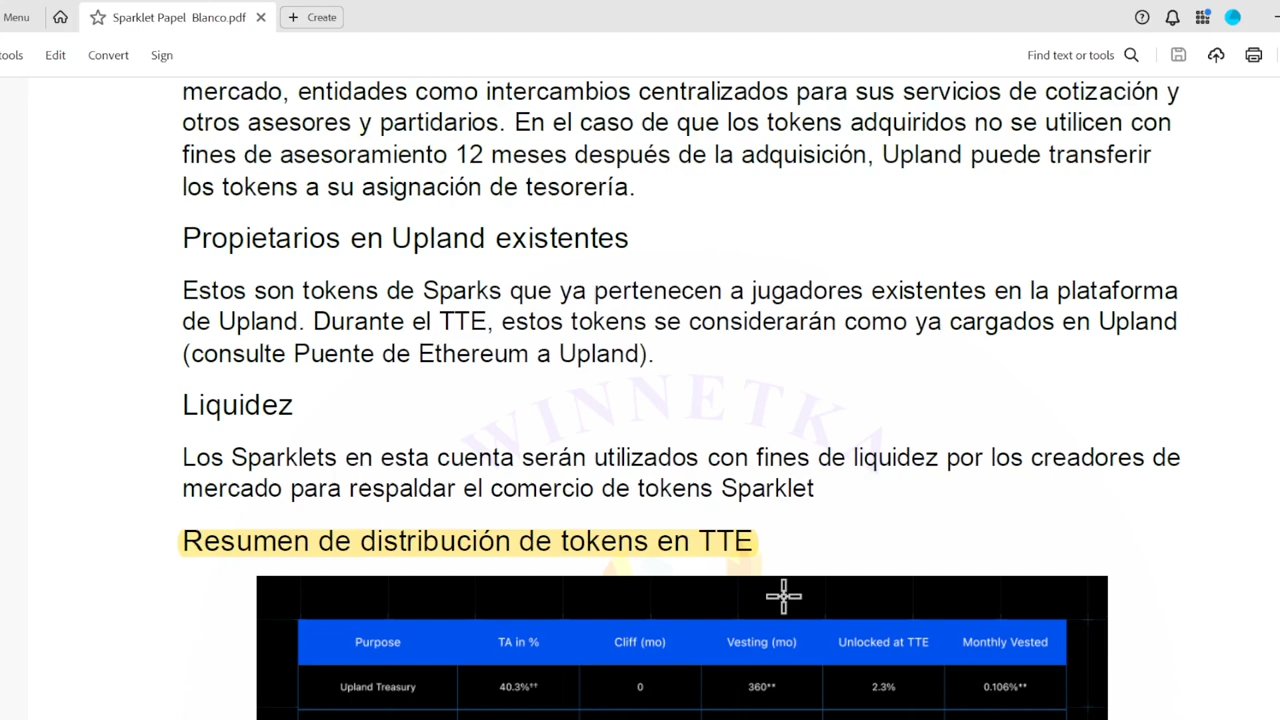 Menu
Sparklet Papel Blanco.pdf
Create
ools
Edit
Convert
Sign
Find text or tools
mercado, entidades como intercambios centralizados para sus servicios de cotización y
otros asesores y partidarios. En el caso de que los tokens adquiridos no se utilicen con
fines de asesoramiento 12 meses después de la adquisición, Upland puede transferir
los tokens a su asignación de tesorería.
Propietarios en Upland existentes
Estos son tokens de Sparks que ya pertenecen a jugadores existentes en la plataforma
de Upland. Durante el TTE, estos tokens se considerarán como ya cargados en Upland
(consulte Puente de Ethereum a Upland).
WINNETKA
Liquidez
Los Sparklets en esta cuenta serán utilizados con fines de liquidez por los creadores de
mercado para respaldar el comercio de tokens Sparklet
Resumen de distribución de tokens en TTE
Purpose TA in % Cliff (mo) Vesting (mo) Unlocked at TTE Monthly Vested
Upland Treasury 40.3%†† 0 360** 2.3% 0.106%**